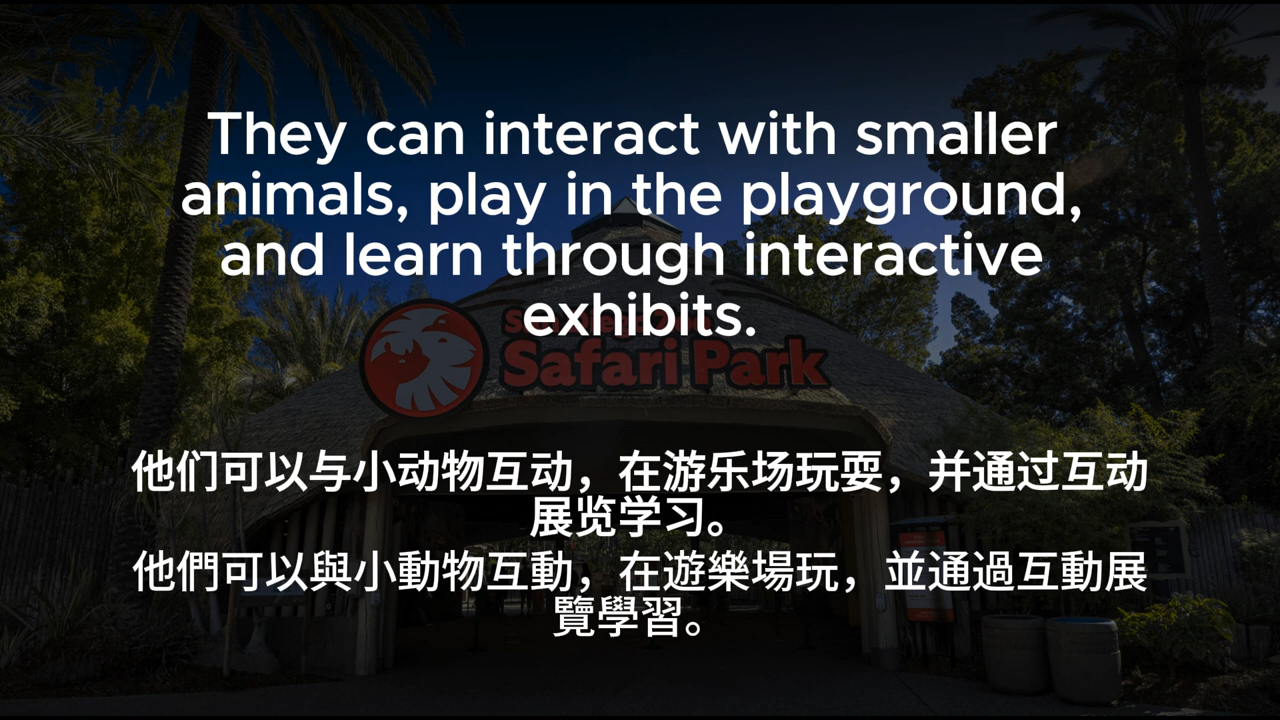 They can interact with smaller
animals, play in the playground,
and learn through interactive
exhibits.
Safari Park
他们可以与小动物互动，在游乐场玩耍，并通过互动
展览学习。
他們可以與小動物互動，在遊樂場玩，並通過互動展
覽學習。